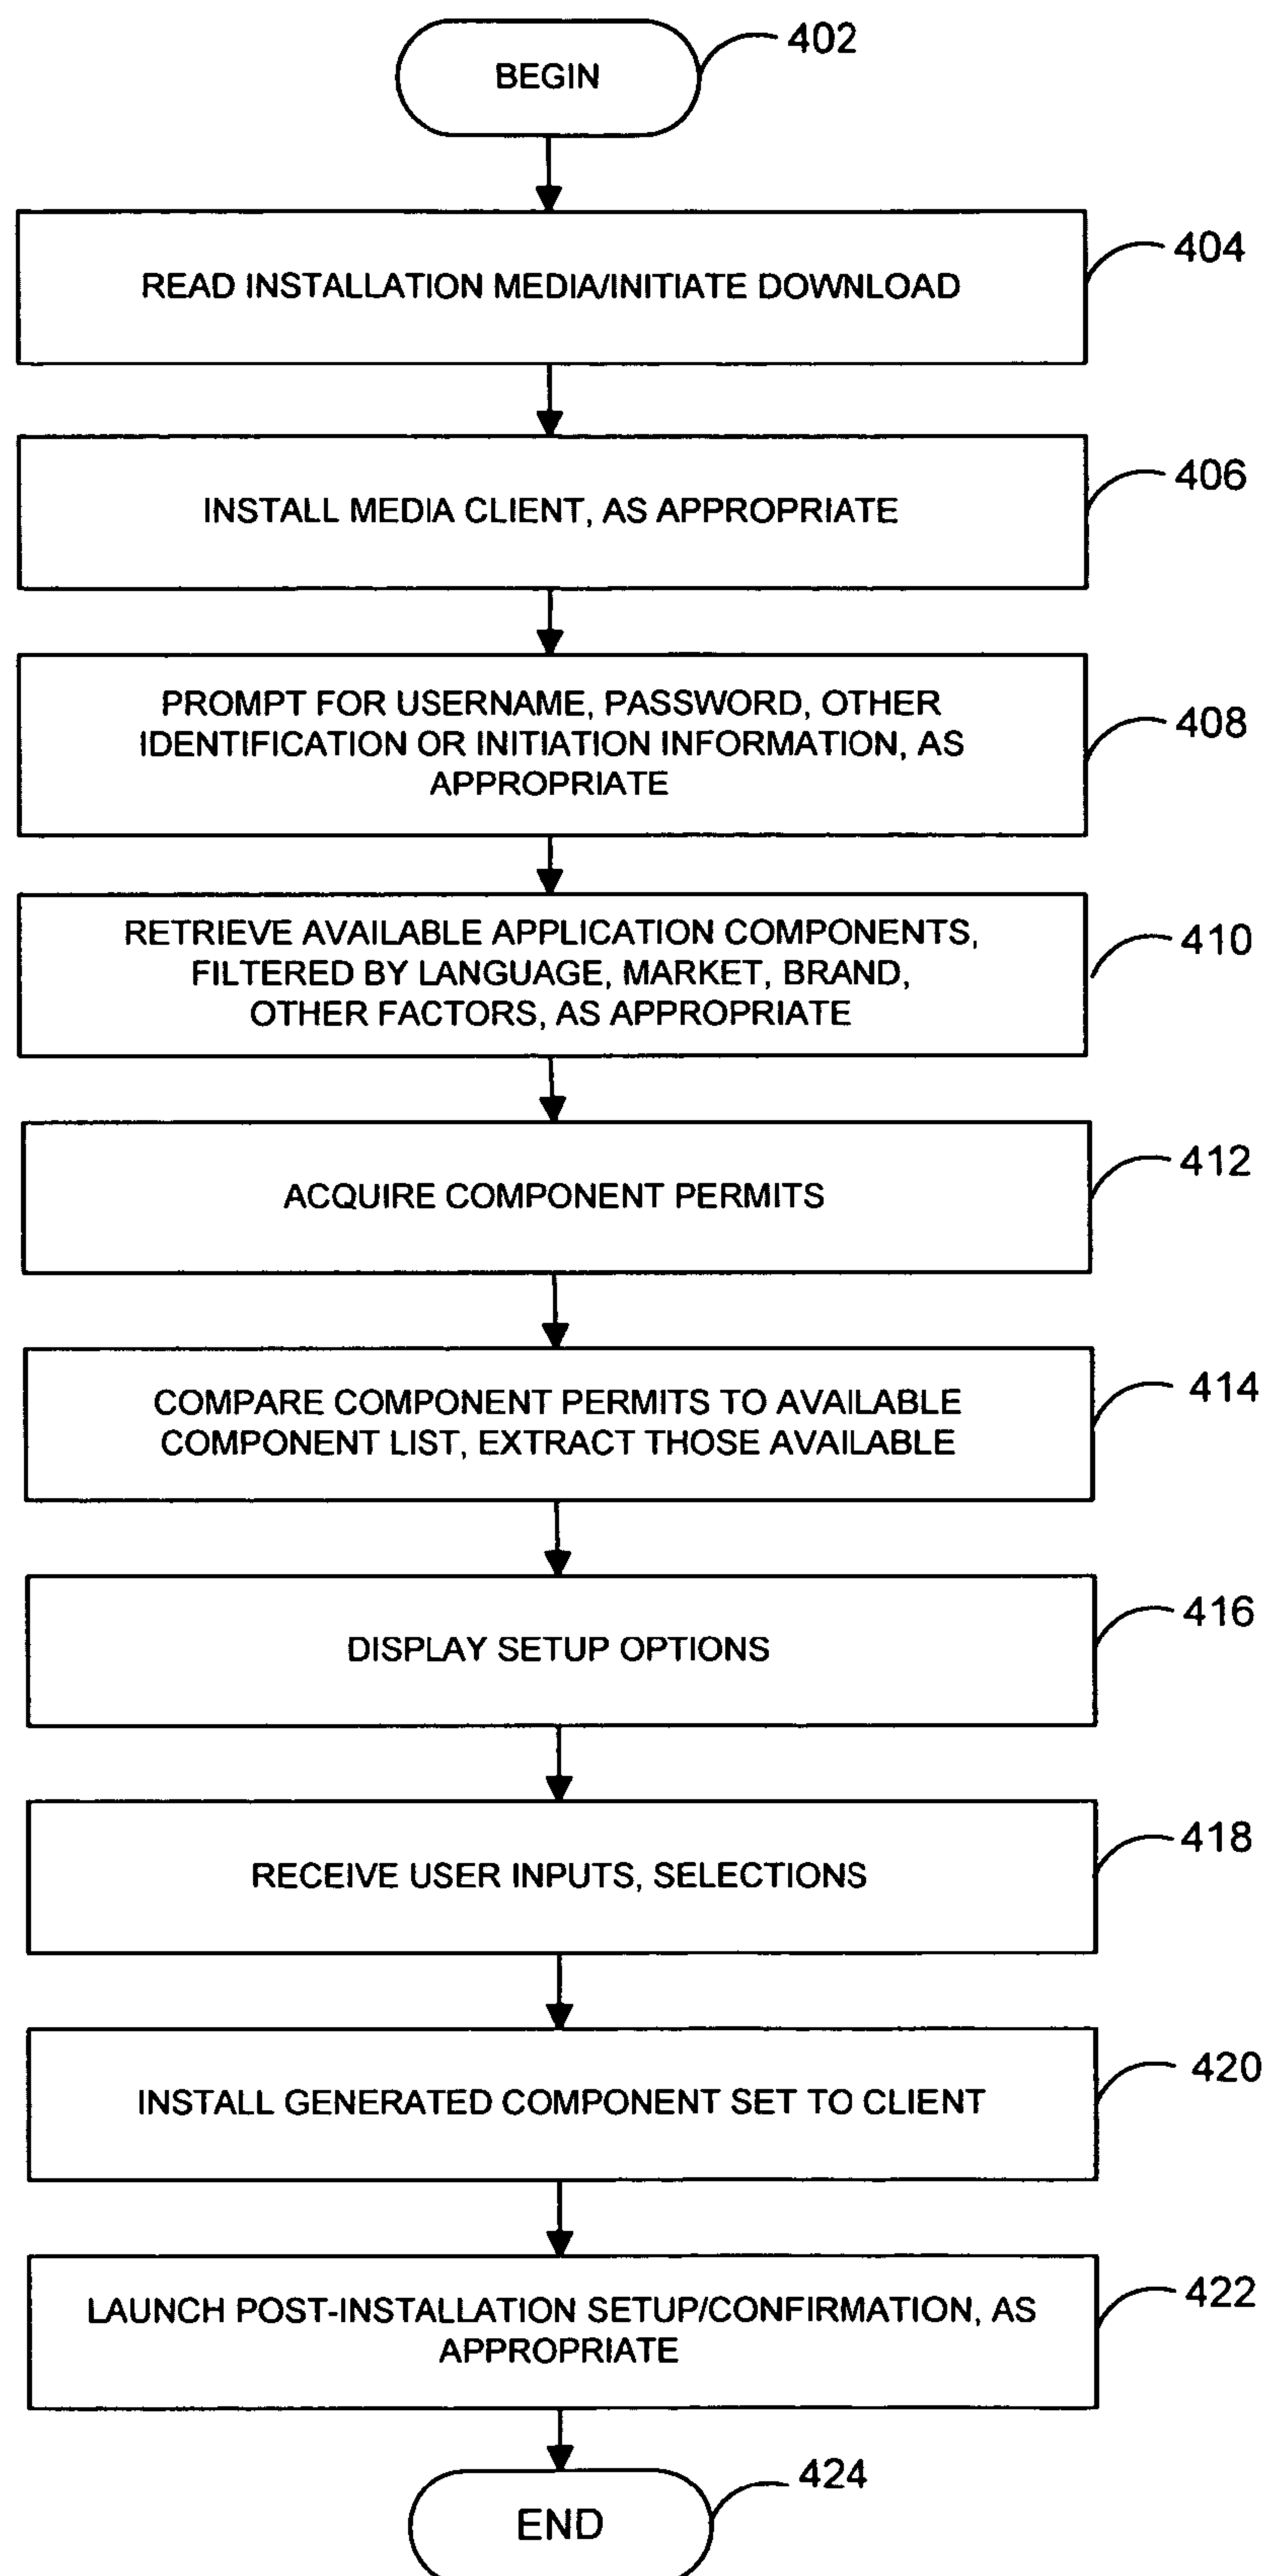 BEGIN
402
READ INSTALLATION MEDIA/INITIATE DOWNLOAD
404
INSTALL MEDIA CLIENT, AS APPROPRIATE
406
PROMPT FOR USERNAME, PASSWORD, OTHER
IDENTIFICATION OR INITIATION INFORMATION, AS
APPROPRIATE
408
RETRIEVE AVAILABLE APPLICATION COMPONENTS,
FILTERED BY LANGUAGE, MARKET, BRAND,
OTHER FACTORS, AS APPROPRIATE
410
ACQUIRE COMPONENT PERMITS
412
COMPARE COMPONENT PERMITS TO AVAILABLE
COMPONENT LIST, EXTRACT THOSE AVAILABLE
414
DISPLAY SETUP OPTIONS
416
RECEIVE USER INPUTS, SELECTIONS
418
INSTALL GENERATED COMPONENT SET TO CLIENT
420
LAUNCH POST-INSTALLATION SETUP/CONFIRMATION, AS
APPROPRIATE
422
END
424